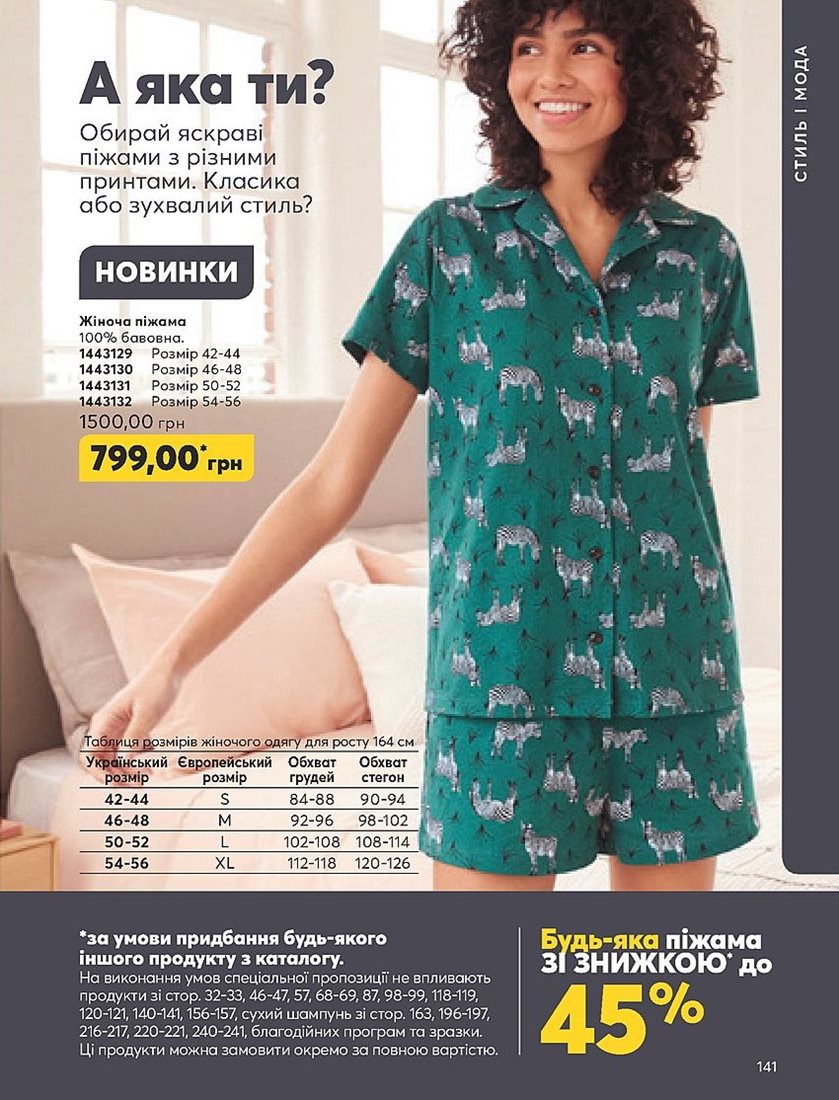 А яка ти?
Обирай яскраві
піжами з різними
принтами. Класика
або зухвалий стиль?
НОВИНКИ
Жіноча піжама
100% бавовна.
1443129 Розмір 42-44
1443130 Розмір 46-48
1443131 Розмір 50-52
1443132 Розмір 54-56
1500,00 грн
799,00* грн
СТИЛЬ І МОДА
Таблиця розмірів жіночого одягу для росту 164 см
Український розмір Європейський розмір Обхват грудей Обхват стегон
42-44 S 84-88 90-94
46-48 M 92-96 98-102
50-52 L 102-108 108-114
54-56 XL 112-118 120-126
*за умови придбання будь-якого
іншого продукту з каталогу.
На виконання умов спеціальної пропозиції не впливають
продукти зі стор. 32-33, 46-47, 57, 68-69, 87, 98-99, 118-119,
120-121, 140-141, 156-157, сухий шампунь зі стор. 163, 196-197,
216-217, 220-221, 240-241, благодійних програм та зразки.
Ці продукти можна замовити окремо за повною вартістю.
Будь-яка піжама
ЗІ ЗНИЖКОЮ* до
45%
141